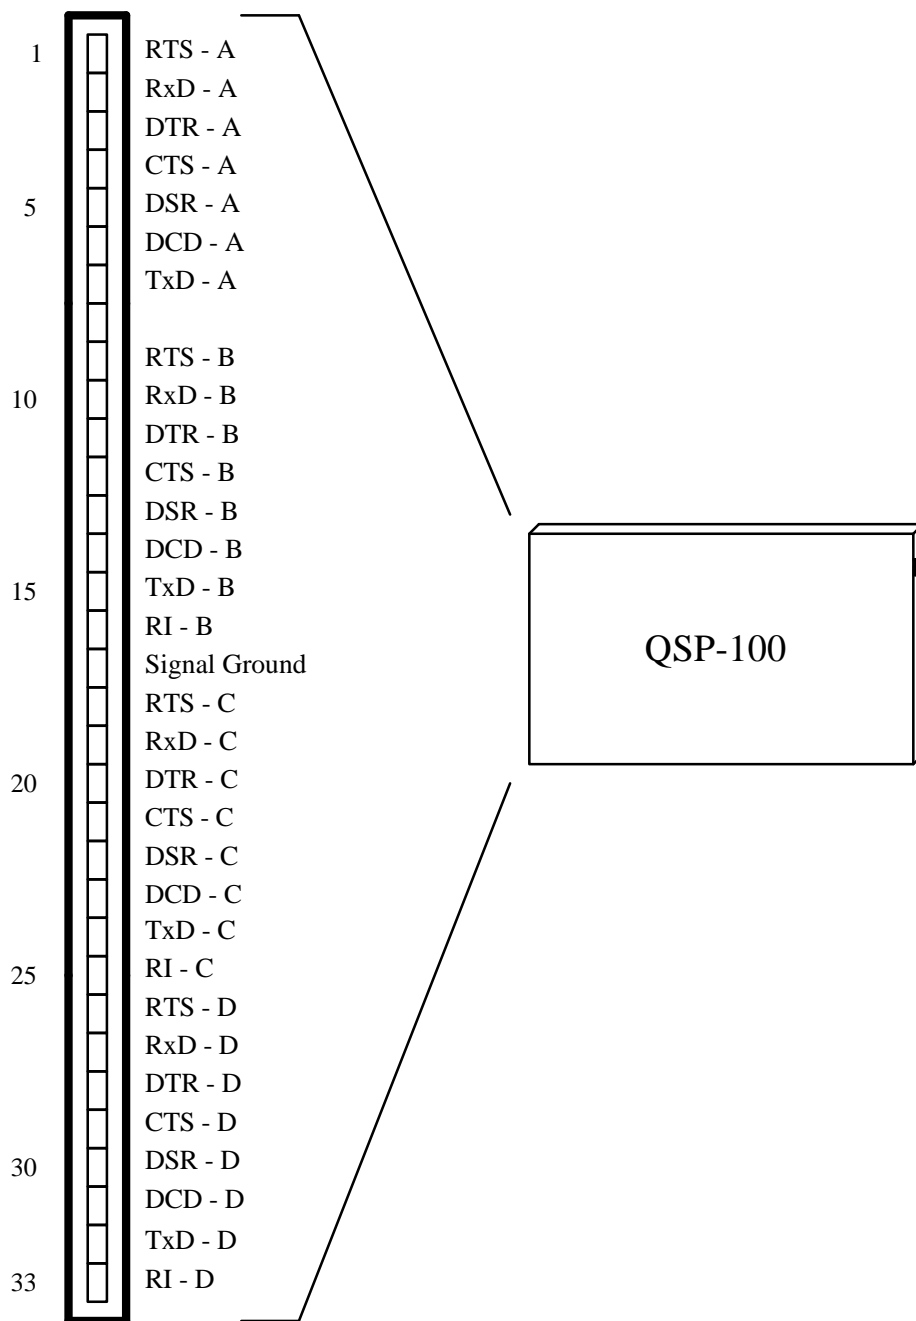 1 RTS - A
RxD - A
DTR - A
CTS - A
5 DSR - A
DCD - A
TxD - A
RTS - B
10 RxD - B
DTR - B
CTS - B
DSR - B
DCD - B
15 TxD - B
RI - B
Signal Ground
RTS - C
RxD - C
20 DTR - C
CTS - C
DSR - C
DCD - C
TxD - C
25 RI - C
RTS - D
RxD - D
DTR - D
CTS - D
30 DSR - D
DCD - D
TxD - D
33 RI - D
QSP-100